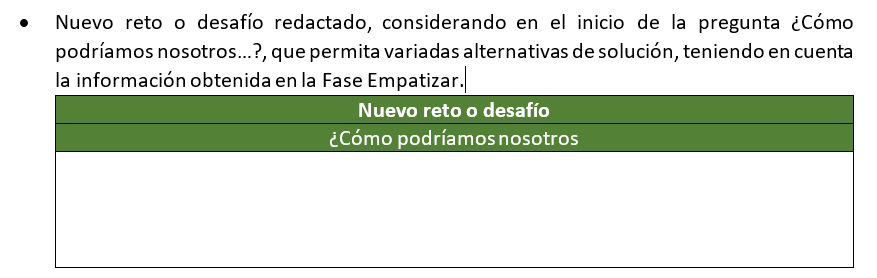 • Nuevo reto o desafío redactado, considerando en el inicio de la pregunta ¿Cómo
podríamos nosotros...?, que permita variadas alternativas de solución, teniendo en cuenta
la información obtenida en la Fase Empatizar.
Nuevo reto o desafío
¿Cómo podríamos nosotros